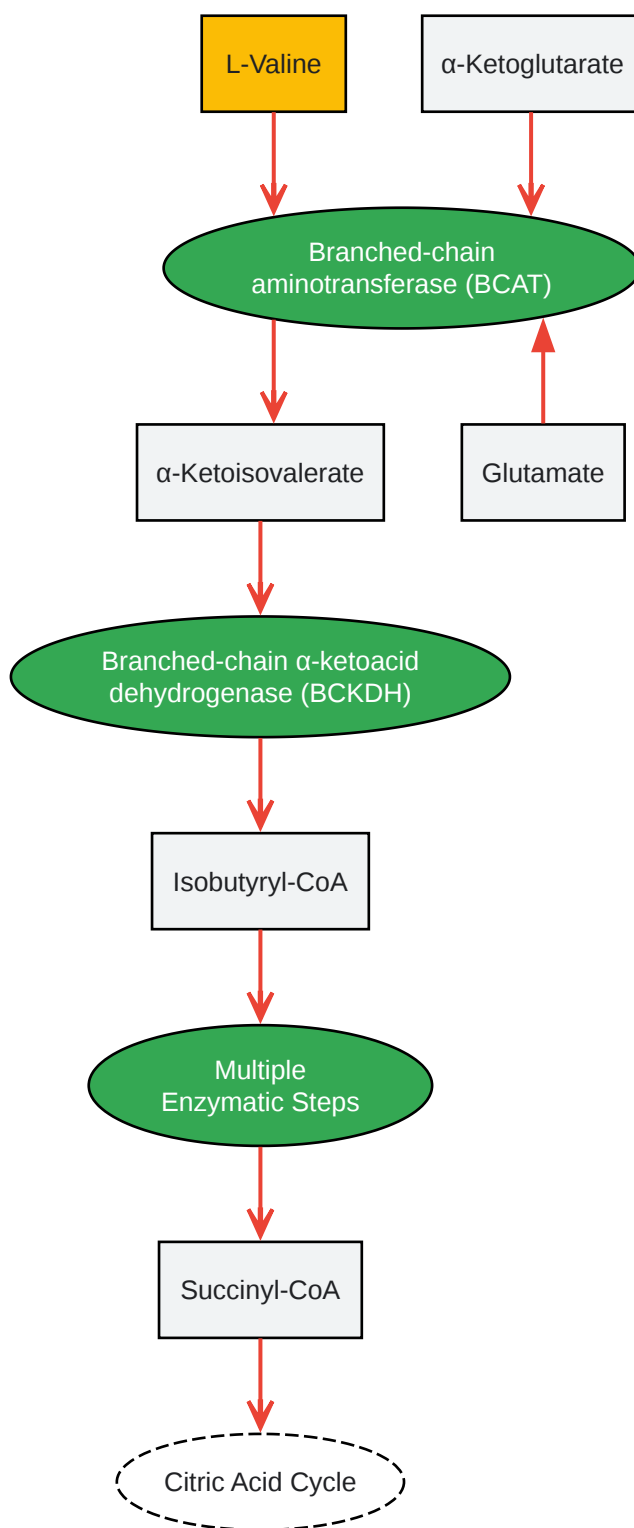 L-Valine
α-Ketoglutarate
Branched-chain
aminotransferase (BCAT)
α-Ketoisovalerate
Glutamate
Branched-chain α-ketoacid
dehydrogenase (BCKDH)
Isobutyryl-CoA
Multiple
Enzymatic Steps
Succinyl-CoA
Citric Acid Cycle